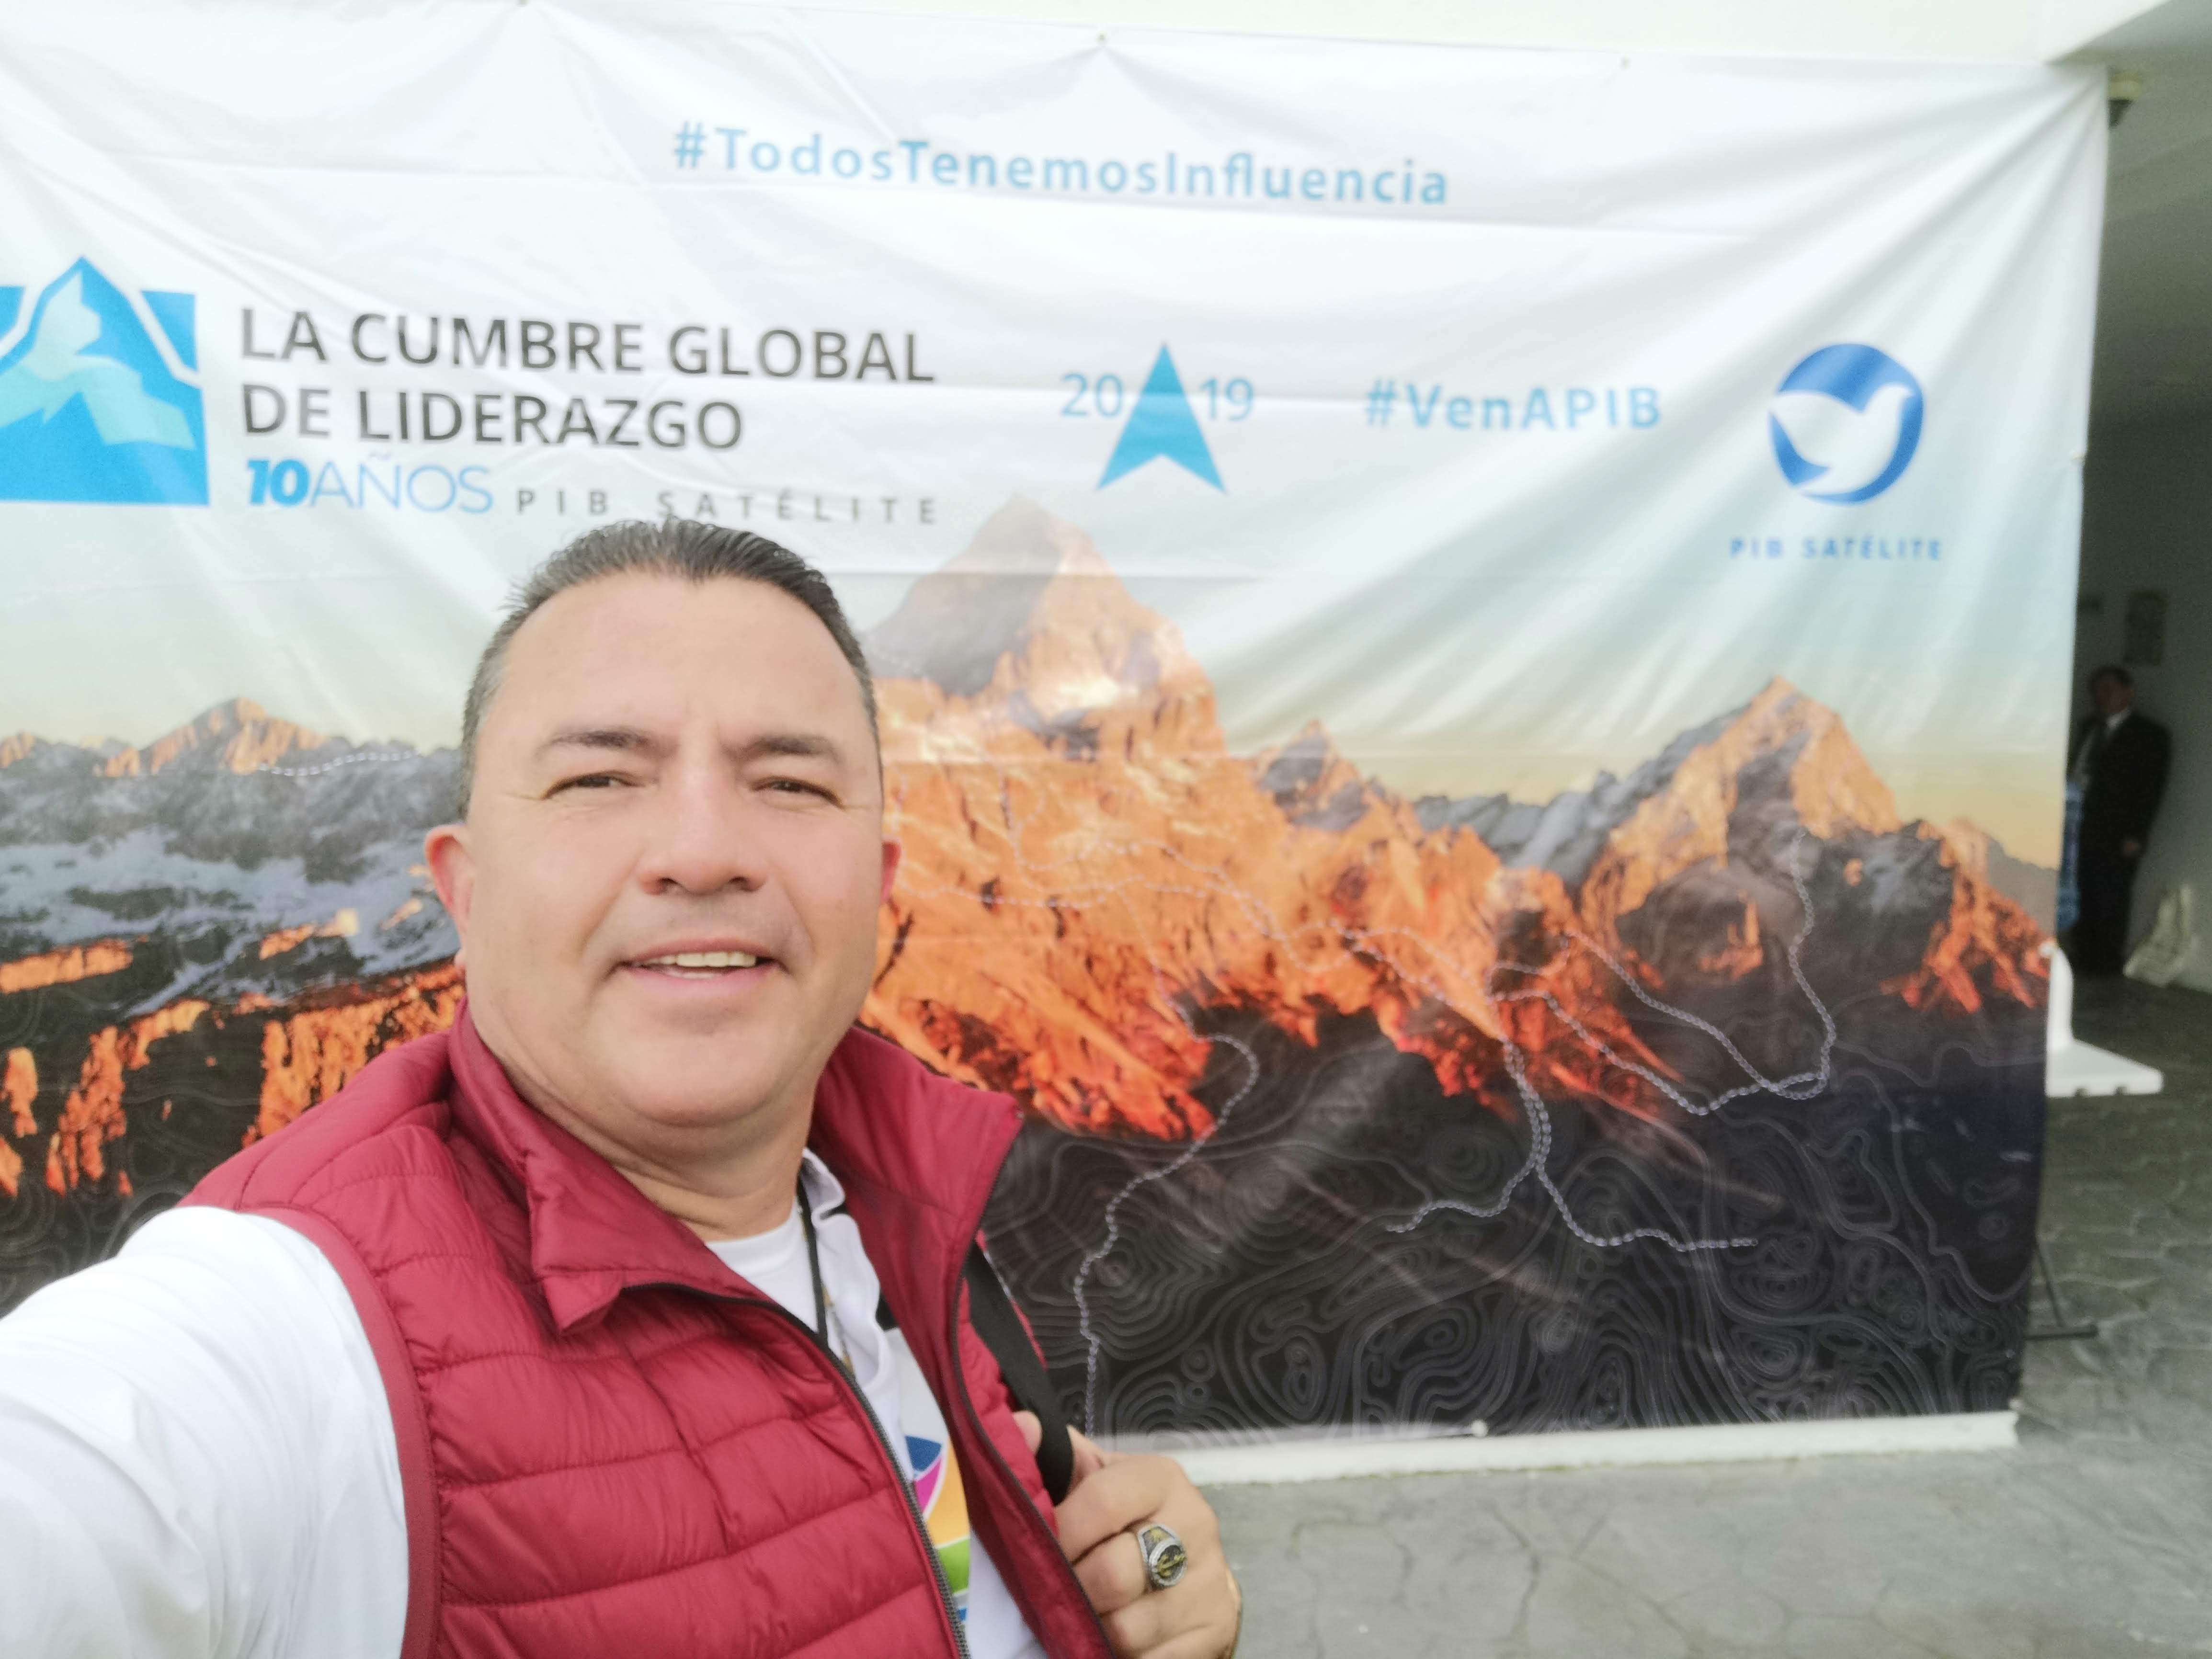 #TodosTenemosInfluencia
LA CUMBRE GLOBAL
DE LIDERAZGO
10AÑOS PIB SATÉLITE
2019
#VenAPIB
PIB SATÉLITE